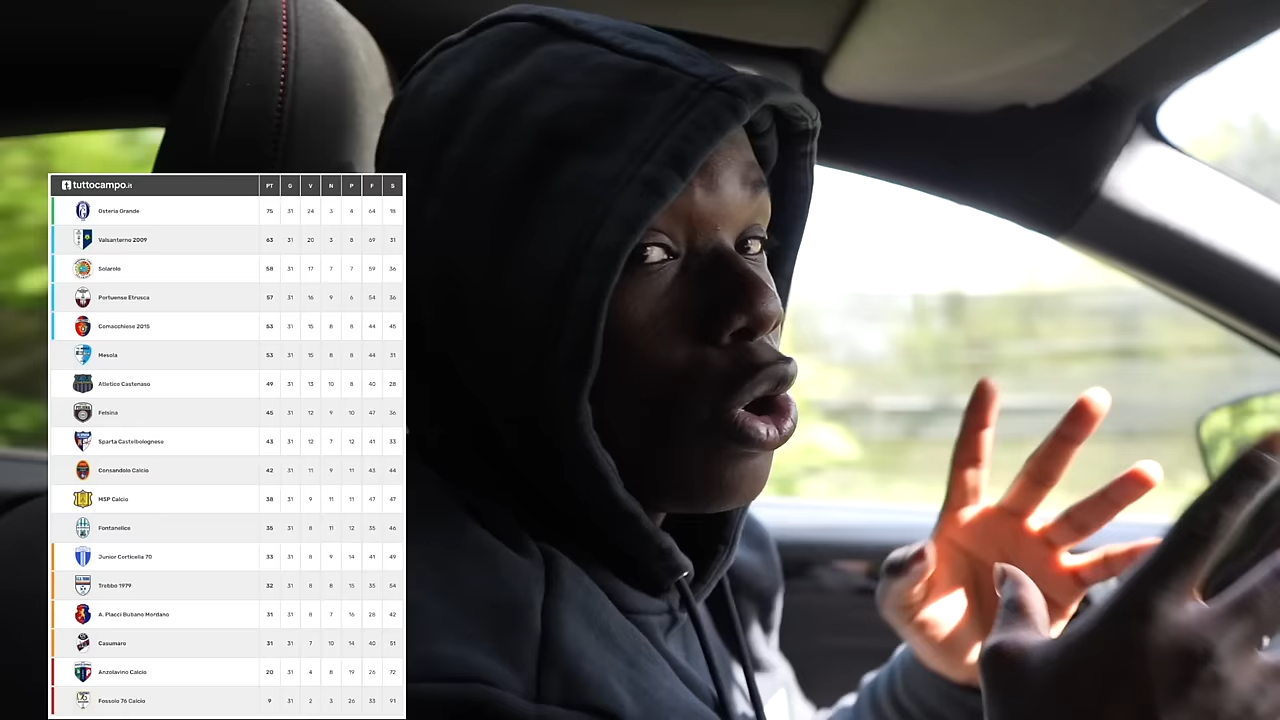 tuttocampo.it PT G V N P F S
Osteria Grande 75 31 24 3 4 64 18
Valsanterno 2009 63 31 20 3 8 69 31
Solarolo 58 31 17 7 7 59 36
Portuense Etrusca 57 31 16 9 6 54 36
Comacchiese 2015 53 31 15 8 8 44 45
Mesola 53 31 15 8 8 44 31
Atletico Castenaso 49 31 13 10 8 40 28
Felsina 45 31 12 9 10 47 36
Sparta Castelbolognese 43 31 12 7 12 41 33
Consandolo Calcio 42 31 11 9 11 43 44
MSP Calcio 38 31 9 11 11 47 47
Fontanelice 35 31 8 11 12 35 46
Junior Corticella 70 33 31 8 9 14 41 49
Trebbo 1979 32 31 8 8 15 35 54
A. Placci Bubano Mordano 31 31 8 7 16 28 42
Casumaro 31 31 7 10 14 40 51
Anzolavino Calcio 20 31 4 8 19 26 72
Fossolo 76 Calcio 9 31 2 3 26 33 91